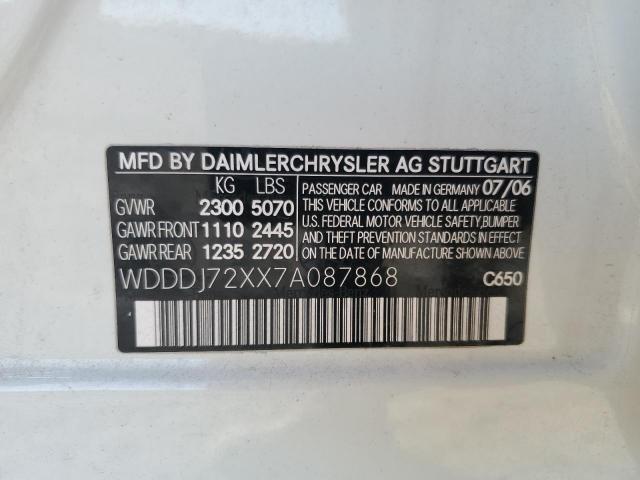 MFD BY DAIMLERCHRYSLER AG STUTTGART
KG LBS
GVWR 2300 5070
GAWR FRONT 1110 2445
GAWR REAR 1235 2720
PASSENGER CAR MADE IN GERMANY 07/06
THIS VEHICLE CONFORMS TO ALL APPLICABLE
U.S. FEDERAL MOTOR VEHICLE SAFETY, BUMPER
AND THEFT PREVENTION STANDARDS IN EFFECT
ON THE DATE OF MANUFACTURE SHOWN ABOVE
WDDDJ72XX7A087868 C650